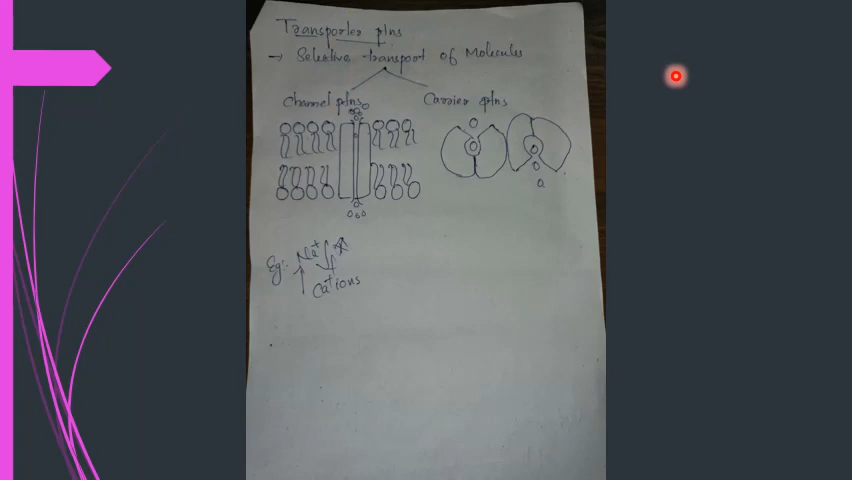 Transporter ptns
→ Selective transport of Molecules
Channel ptns
Carrier ptns
Eg:- Na⁺
Cations